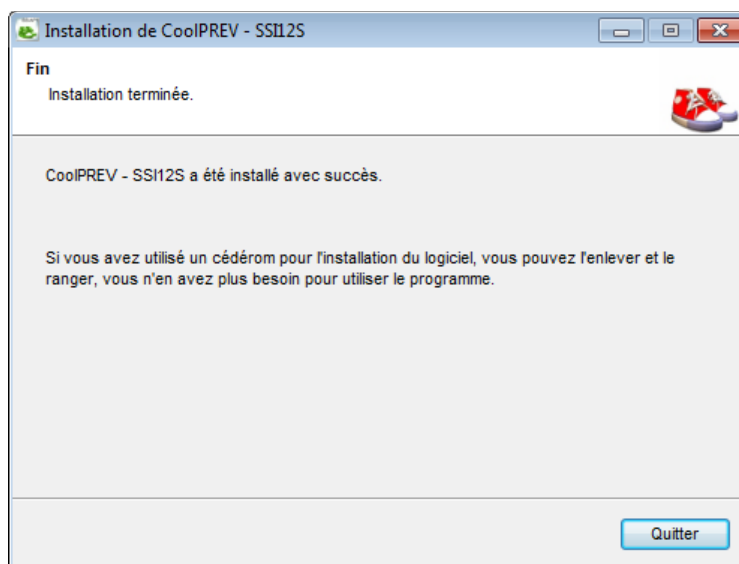 Installation de CoolPREV - SSI12S
Fin
Installation terminée.
CoolPREV - SSI12S a été installé avec succès.
Si vous avez utilisé un cédérom pour l'installation du logiciel, vous pouvez l'enlever et le
ranger, vous n'en avez plus besoin pour utiliser le programme.
Quitter